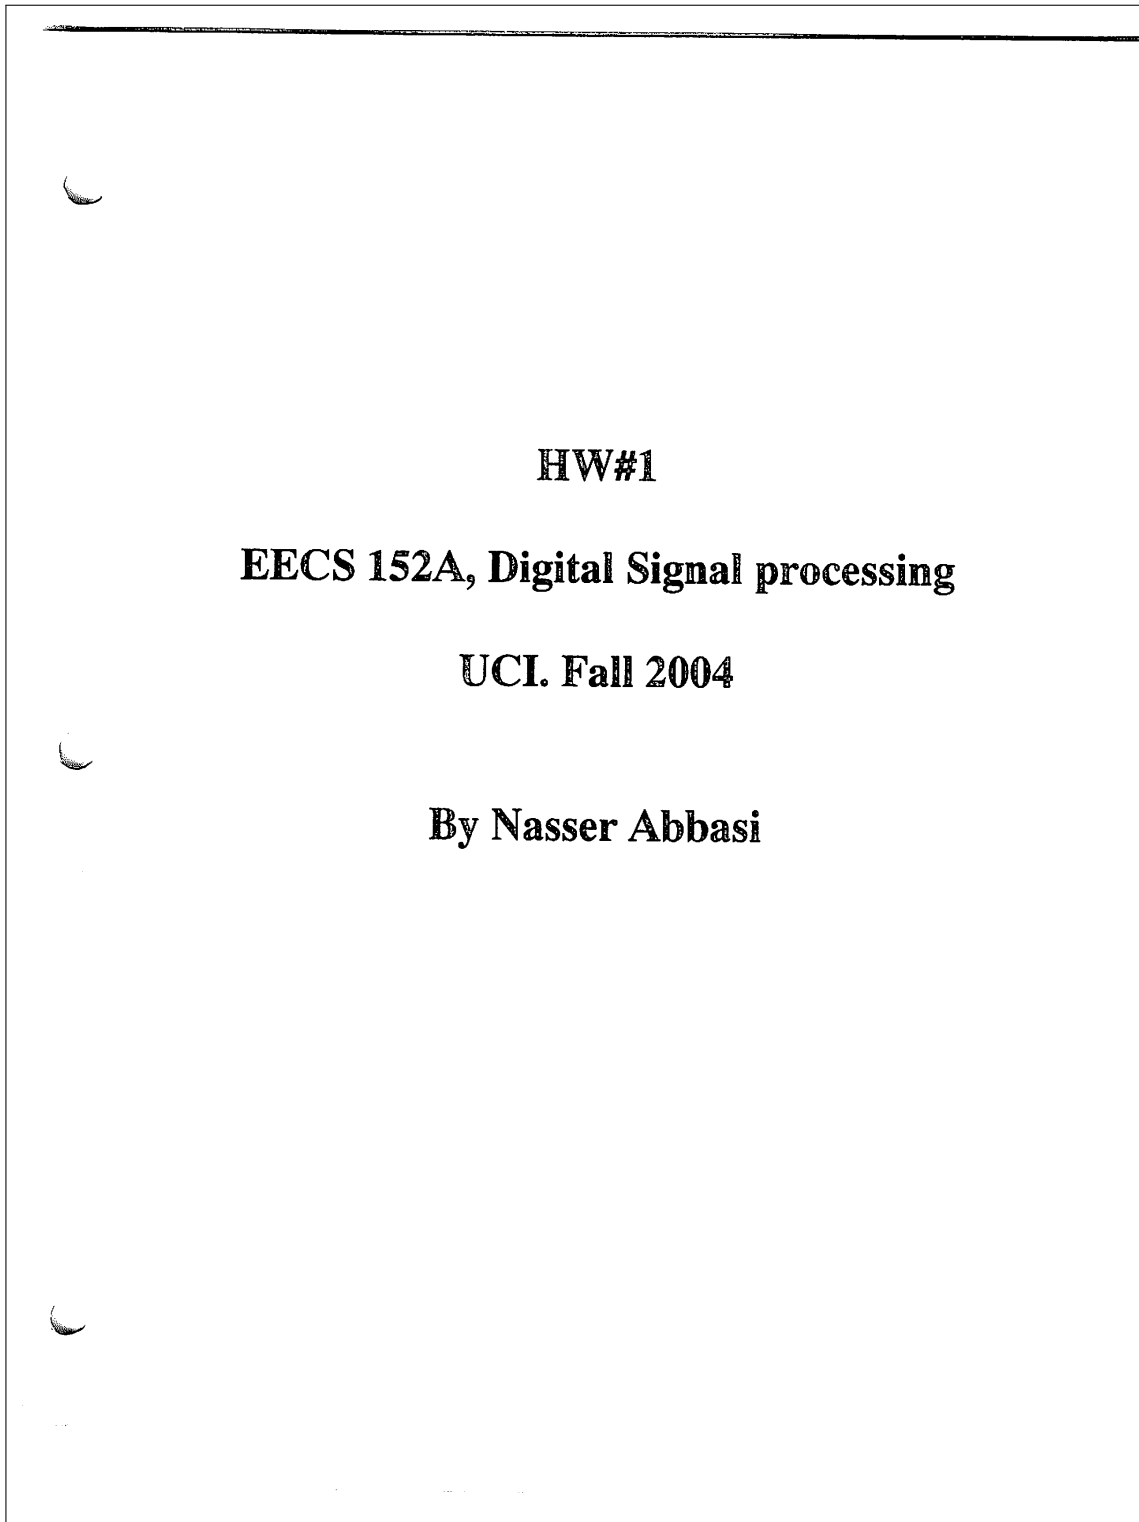 HW#1
EECS 152A, Digital Signal processing
UCI. Fall 2004
By Nasser Abbasi